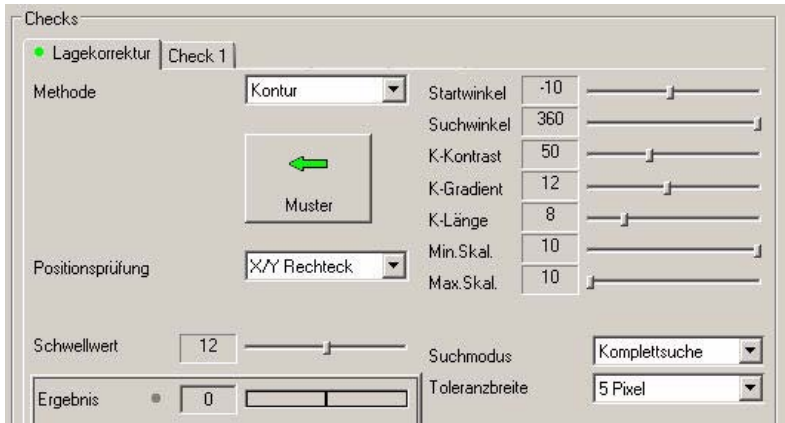 Checks
Lagekorrektur Check 1
Methode Kontur
Muster
Positionsprüfung X/Y Rechteck
Schwellwert 12
Ergebnis 0
Startwinkel -10
Suchwinkel 360
K-Kontrast 50
K-Gradient 12
K-Länge 8
Min.Skal. 10
Max.Skal. 10
Suchmodus Komplettsuche
Toleranzbreite 5 Pixel